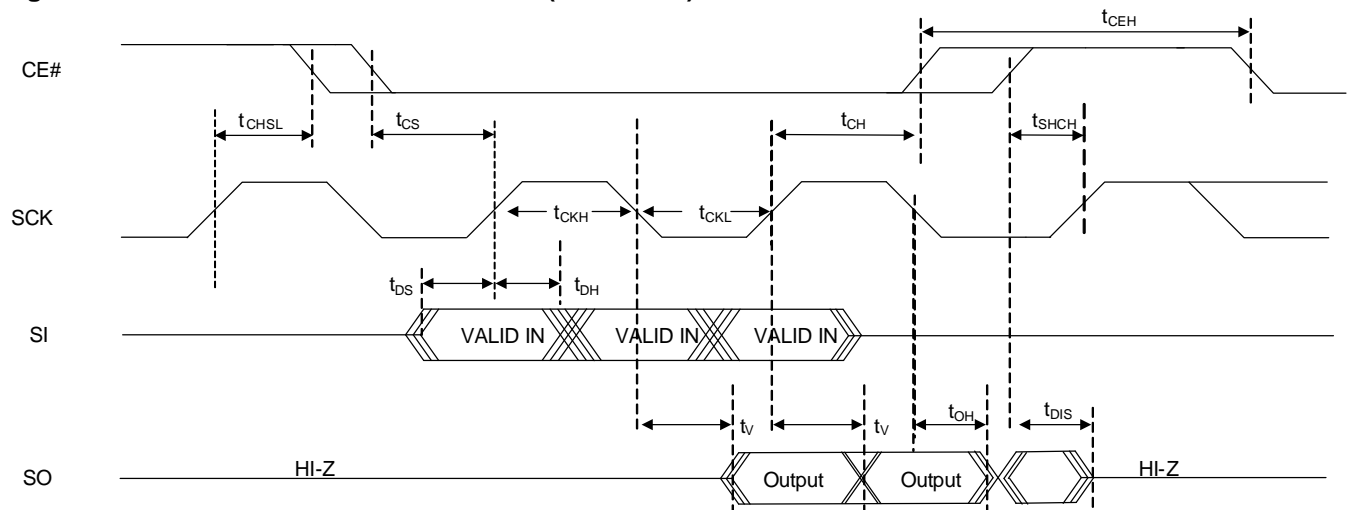 tCEH
CE#
tCHSL
tCS
tCH
tSHCH
SCK
tCKH
tCKL
tDS
tDH
SI
VALID IN
VALID IN
VALID IN
tV
tV
tOH
tDIS
SO
HI-Z
Output
Output
HI-Z